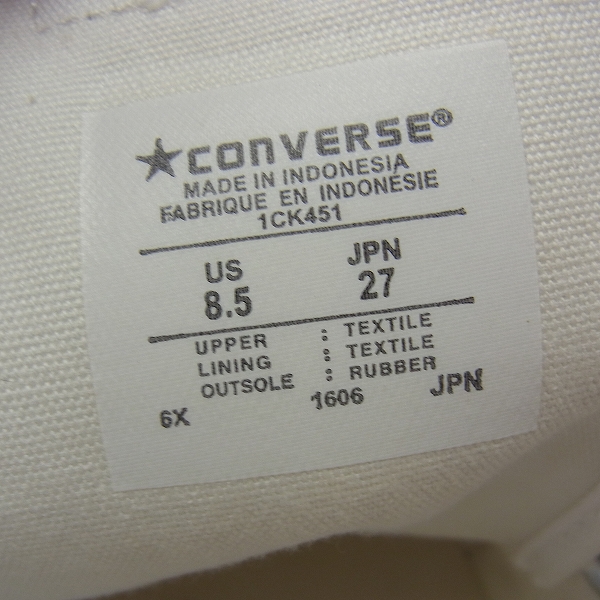 ★CONVERSE®
MADE IN INDONESIA
FABRIQUE EN INDONÉSIE
1CK451
US JPN
8.5 27
UPPER : TEXTILE
LINING : TEXTILE
OUTSOLE : RUBBER
6X 1606 JPN